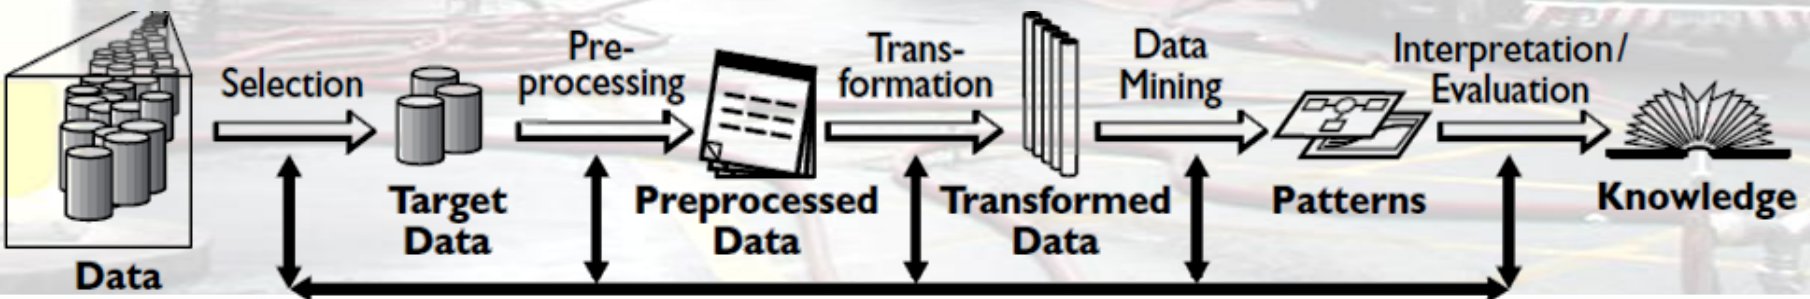 Selection
Pre-
processing
Trans-
formation
Data
Mining
Interpretation/
Evaluation
Data
Target
Data
Preprocessed
Data
Transformed
Data
Patterns
Knowledge